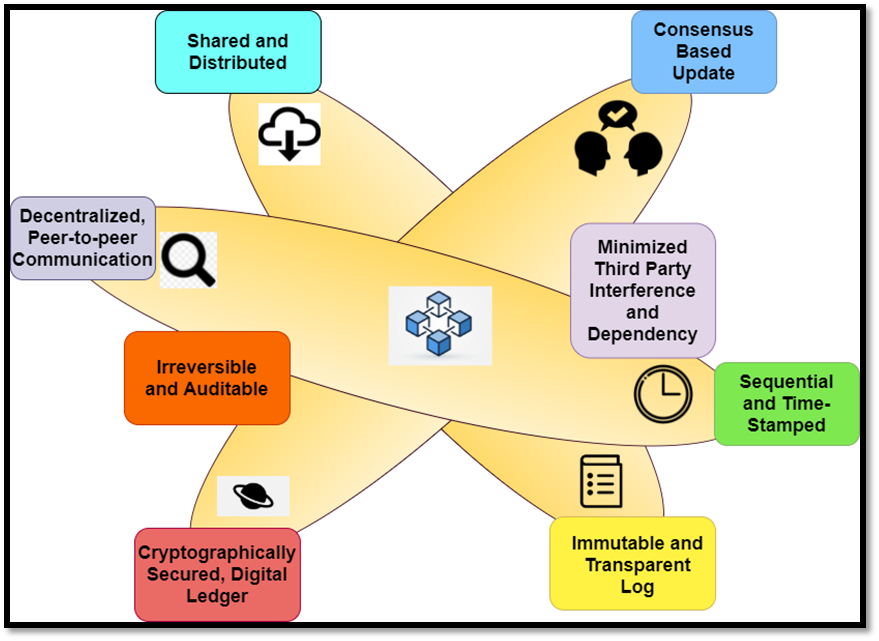 Shared and
Distributed
Consensus
Based
Update
Decentralized,
Peer-to-peer
Communication
Minimized
Third Party
Interference
and
Dependency
Irreversible
and Auditable
Sequential
and Time-
Stamped
Cryptographically
Secured, Digital
Ledger
Immutable and
Transparent
Log